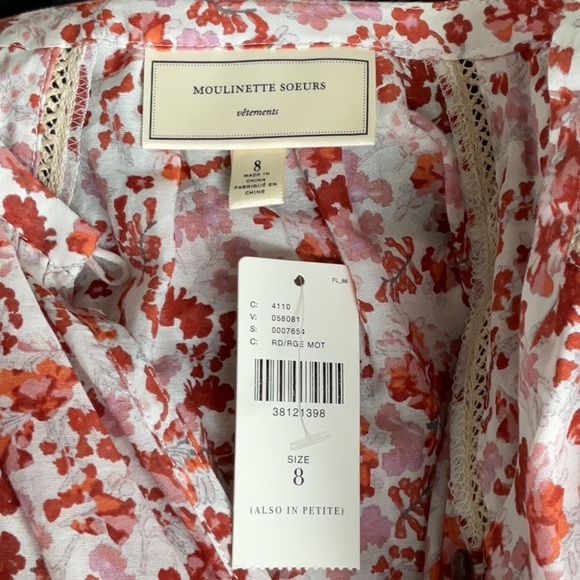 MOULINETTE SOEURS
vêtements
8
MADE IN
CHINA
FABRIQUÉ EN
CHINE
FL_98
C: 4110
V: 058081
S: 0007654
C: RD/RGE MOT
38121398
SIZE
8
(ALSO IN PETITE)